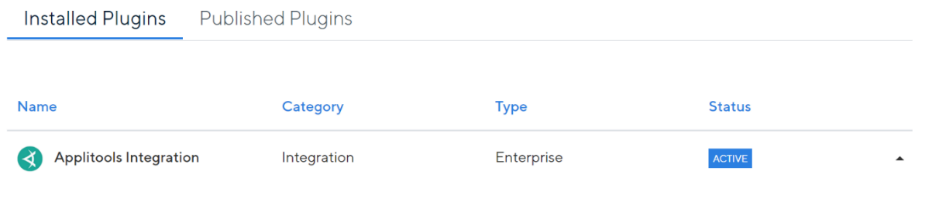 Installed Plugins Published Plugins
Name Category Type Status
Applitools Integration Integration Enterprise ACTIVE